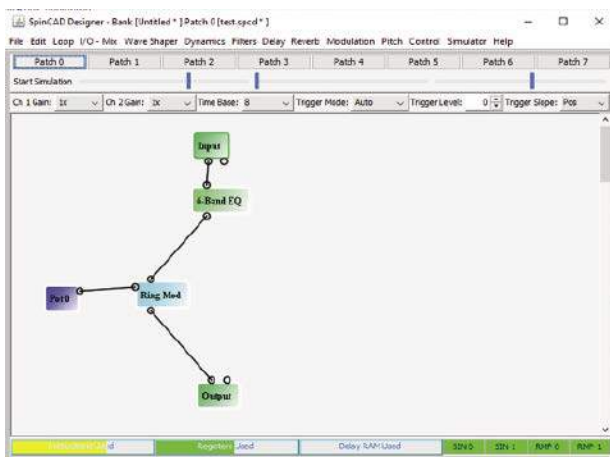 SpinCAD Designer - Bank [Untitled * ] Patch 0 [test.spcd * ]
File Edit Loop I/O - Mix Wave Shaper Dynamics Filters Delay Reverb Modulation Pitch Control Simulator Help
Patch 0 Patch 1 Patch 2 Patch 3 Patch 4 Patch 5 Patch 6 Patch 7
Start Simulation
Ch 1 Gain: 1x Ch 2 Gain: 1x Time Base: 8 Trigger Mode: Auto Trigger Level: 0 Trigger Slope: Pos
Input
6-Band EQ
Pot 0
Ring Mod
Output
Registers Used Delay RAM Used SIN 0 SIN 1 RMP 0 RMP 1